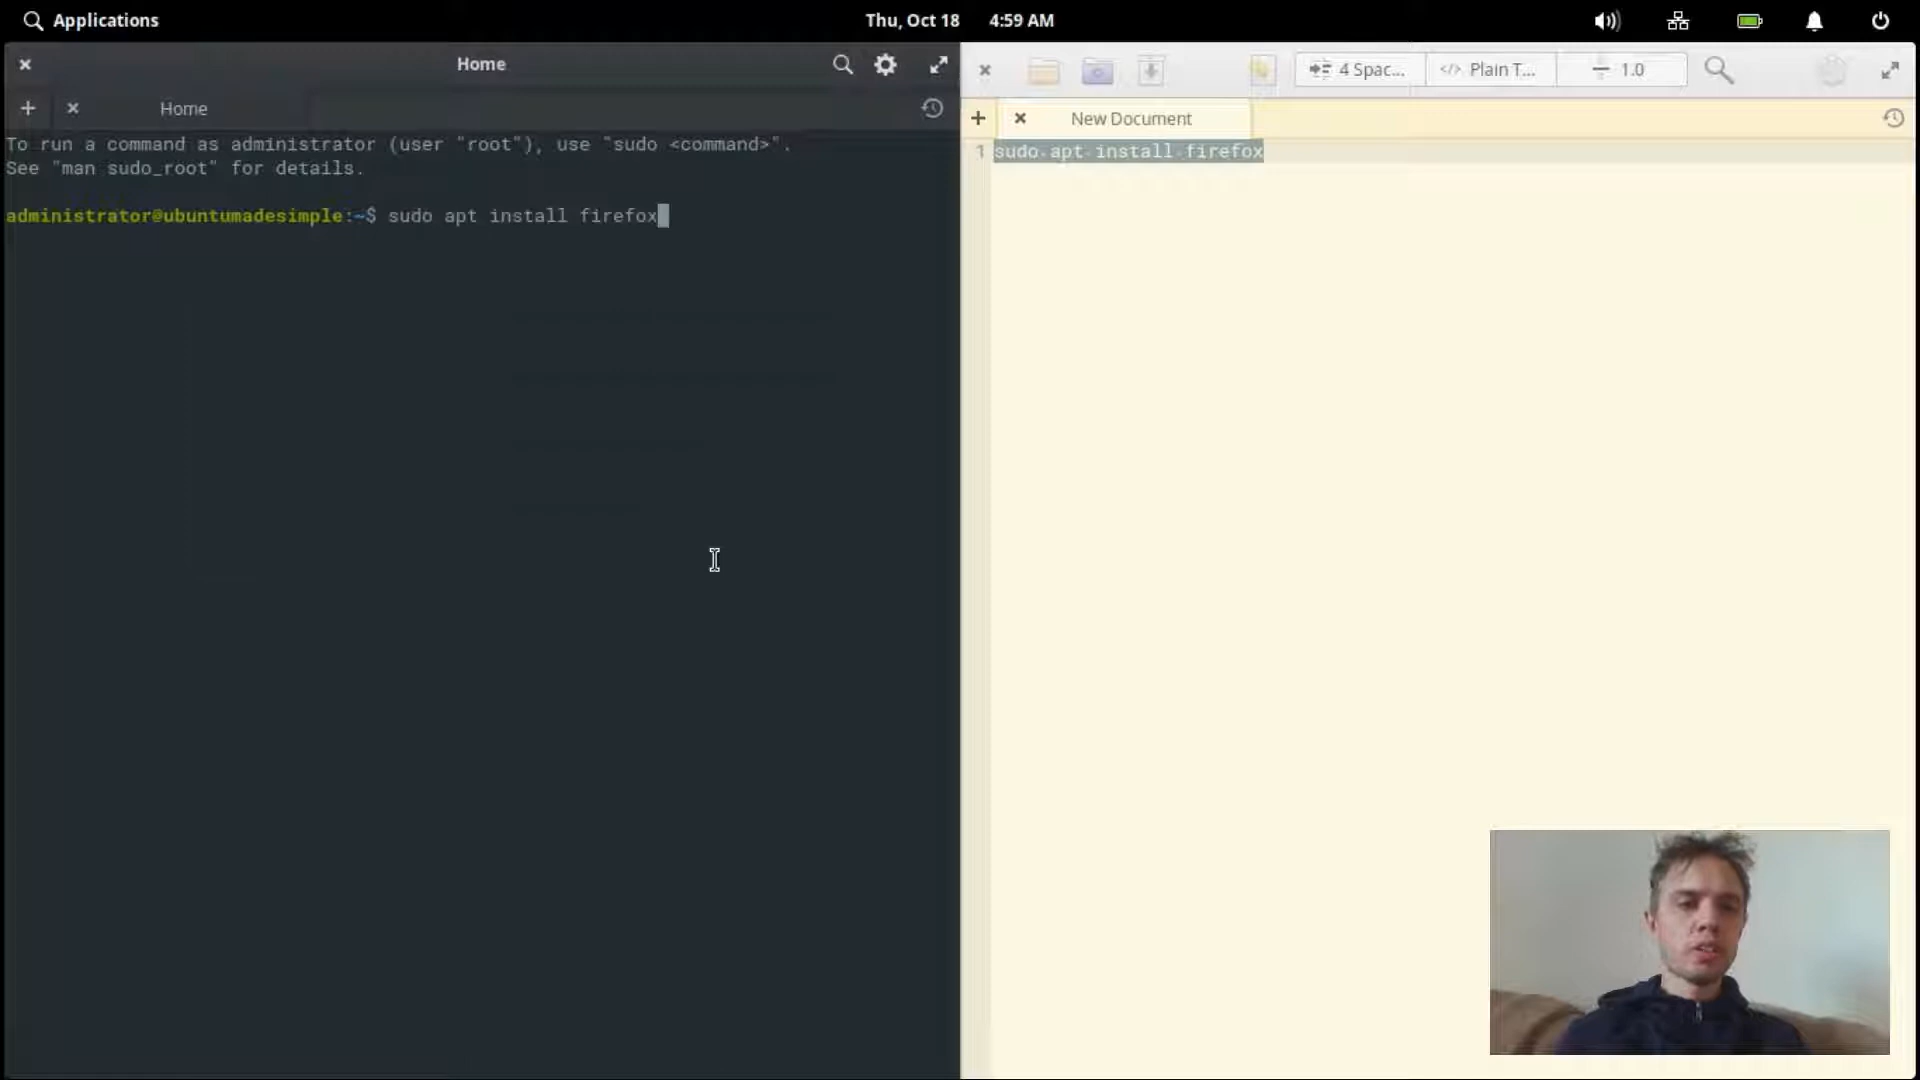 Applications
Thu, Oct 18 4:59 AM
Home
Home
To run a command as administrator (user "root"), use "sudo <command>".
See "man sudo_root" for details.
administrator@ubuntumadesimple:~$ sudo apt install firefox
4 Spac...
Plain T...
1.0
New Document
1 sudo apt install firefox